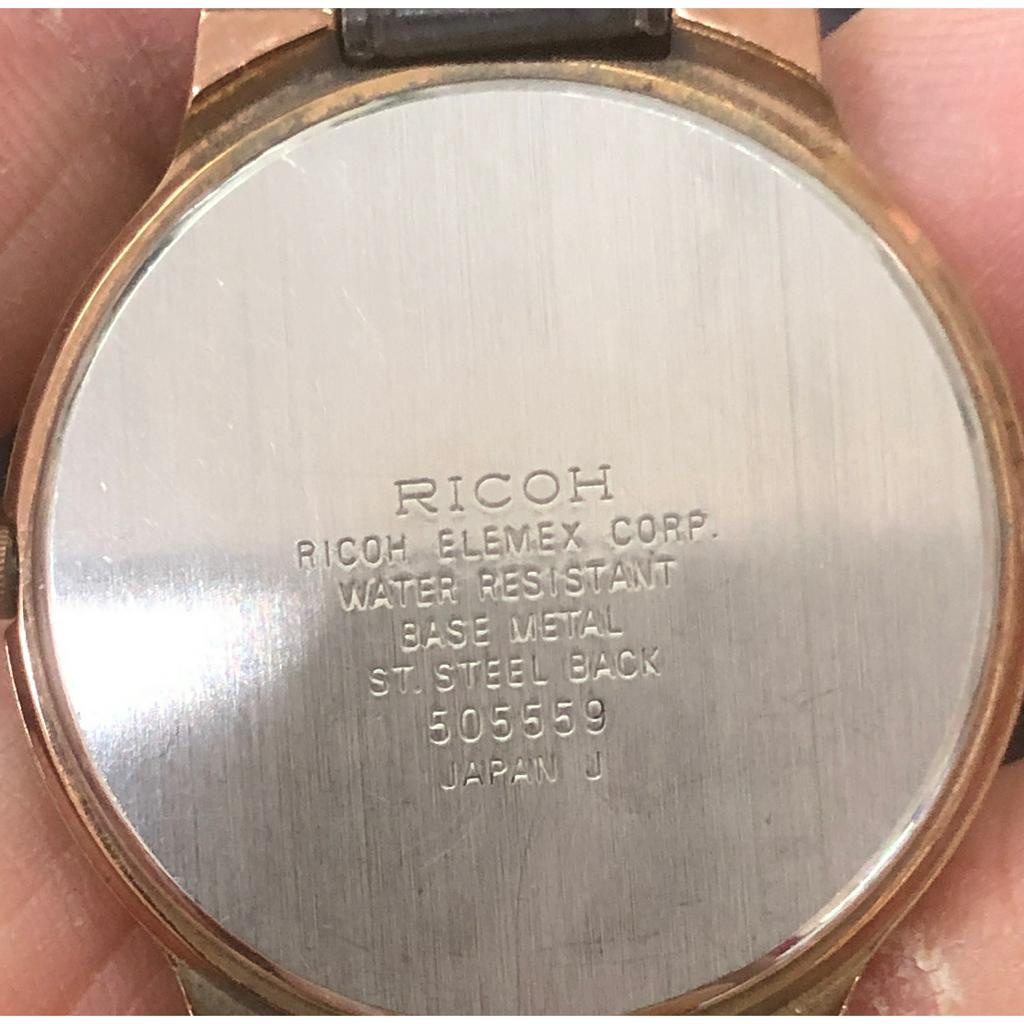 RICOH
RICOH ELEMEX CORP.
WATER RESISTANT
BASE METAL
ST. STEEL BACK
505559
JAPAN J